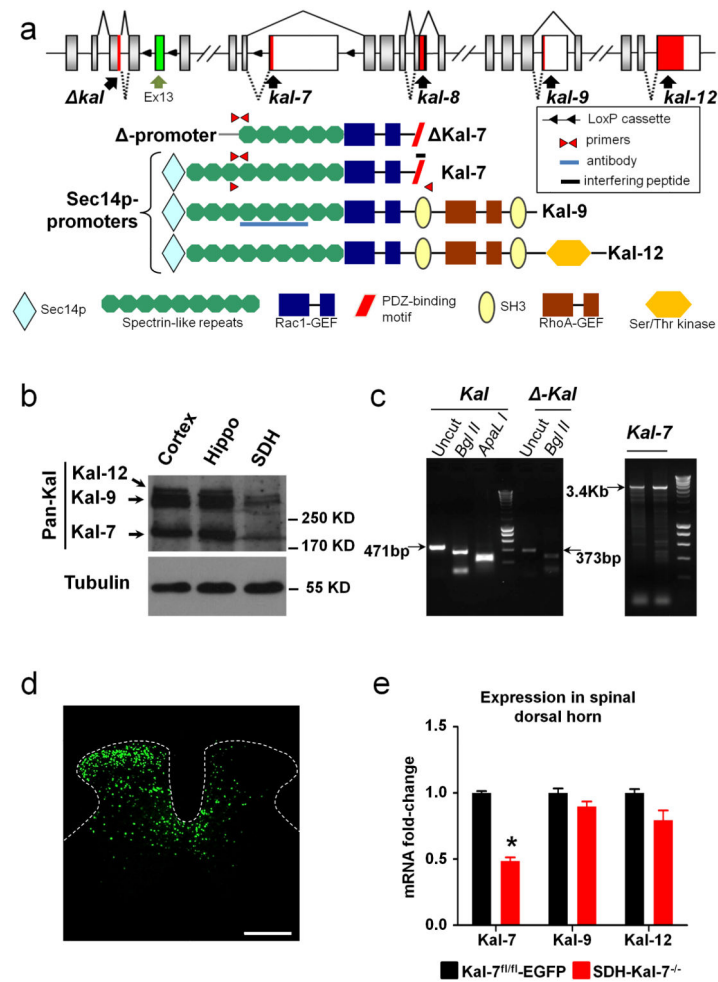 a
Δkal
Ex13
kal-7
kal-8
kal-9
kal-12
LoxP cassette
primers
antibody
interfering peptide
Δ-promoter
ΔKal-7
Kal-7
Sec14p-
promoters
Kal-9
Kal-12
Sec14p
Spectrin-like repeats
Rac1-GEF
PDZ-binding
motif
SH3
RhoA-GEF
Ser/Thr kinase
b
Cortex
Hippo
SDH
Pan-Kal
Kal-12
Kal-9
Kal-7
250 KD
170 KD
Tubulin
55 KD
c
Kal
Δ-Kal
Uncut
Bgl II
ApaL I
Uncut
Bgl II
Kal-7
471bp
373bp
3.4Kb
d
e
Expression in spinal
dorsal horn
mRNA fold-change
1.5
1.0
0.5
0.0
*
Kal-7
Kal-9
Kal-12
Kal-7fl/fl-EGFP
SDH-Kal-7-/-